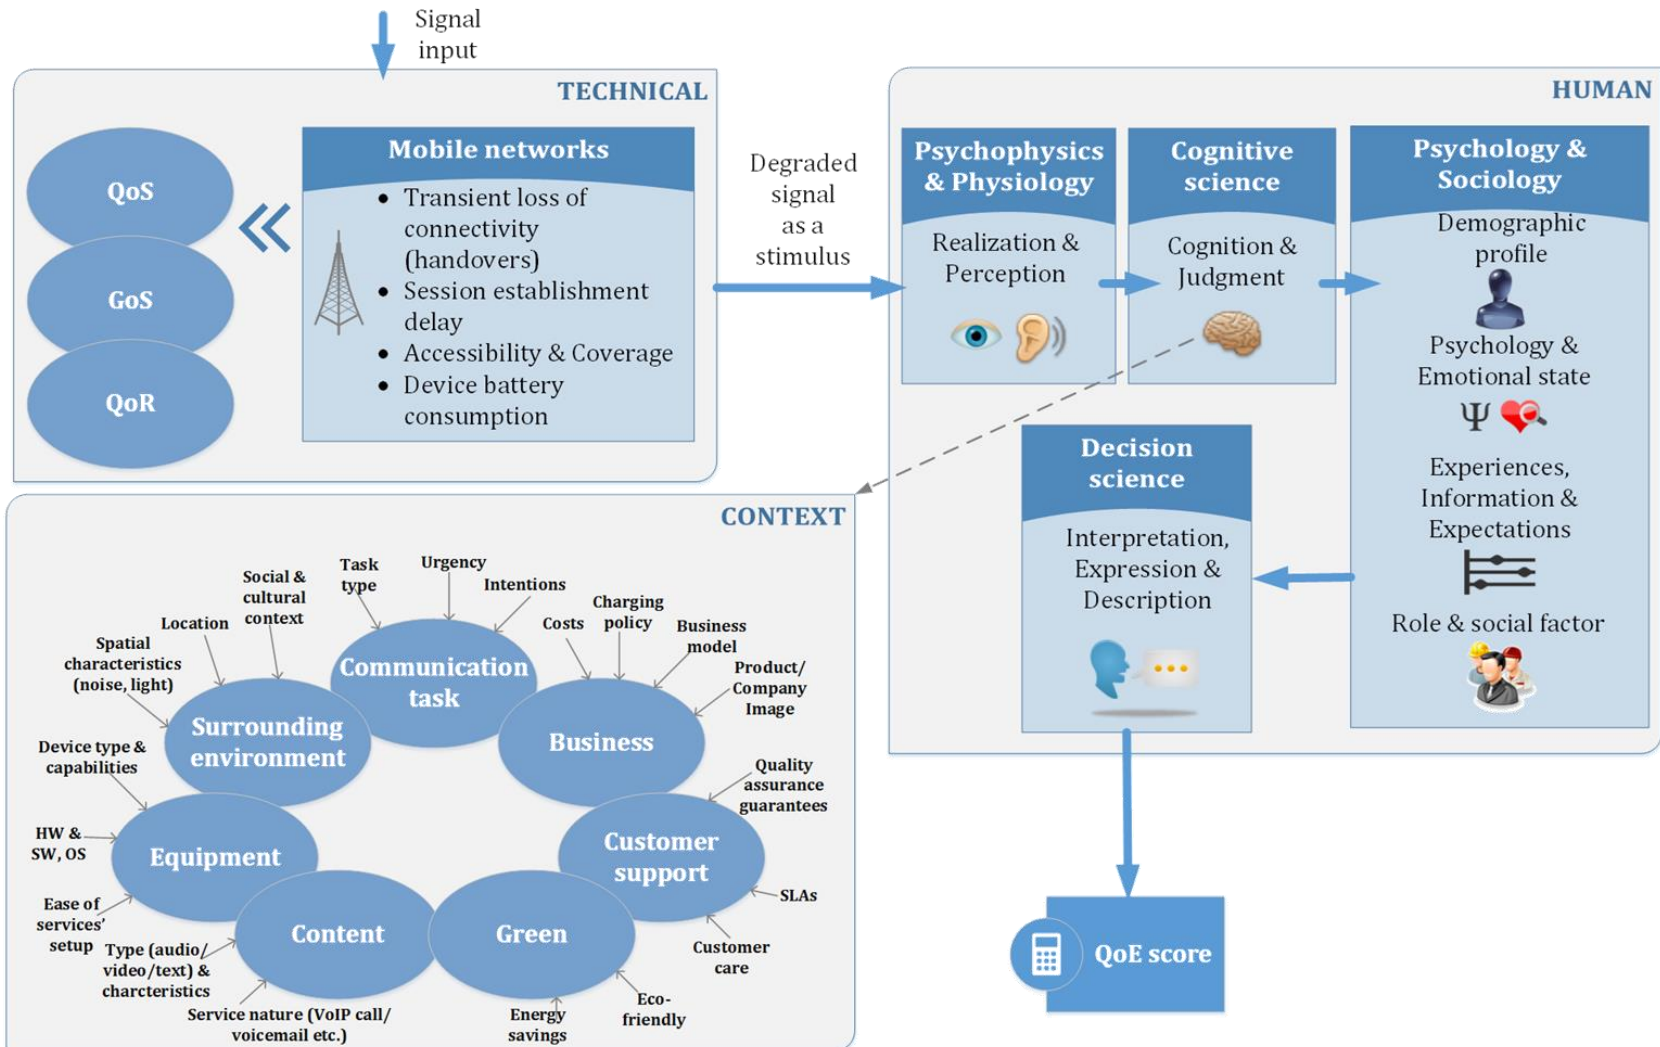 Signal
input
TECHNICAL
QoS
GoS
QoR
Mobile networks
• Transient loss of
connectivity
(handovers)
• Session establishment
delay
• Accessibility & Coverage
• Device battery
consumption
Degraded
signal
as a
stimulus
HUMAN
Psychophysics
& Physiology
Realization &
Perception
Cognitive
science
Cognition &
Judgment
Psychology &
Sociology
Demographic
profile
Psychology &
Emotional state
Ψ
Experiences,
Information &
Expectations
Role & social factor
Decision
science
Interpretation,
Expression &
Description
QoE score
CONTEXT
Communication
task
Task
type
Urgency
Intentions
Surrounding
environment
Social &
cultural
context
Location
Spatial
characteristics
(noise, light)
Business
Costs
Charging
policy
Business
model
Product/
Company
Image
Equipment
Device type &
capabilities
HW &
SW, OS
Ease of
services'
setup
Customer
support
Quality
assurance
guarantees
SLAs
Customer
care
Content
Type (audio/
video/text) &
charcteristics
Service nature (VoIP call/
voicemail etc.)
Green
Energy
savings
Eco-
friendly